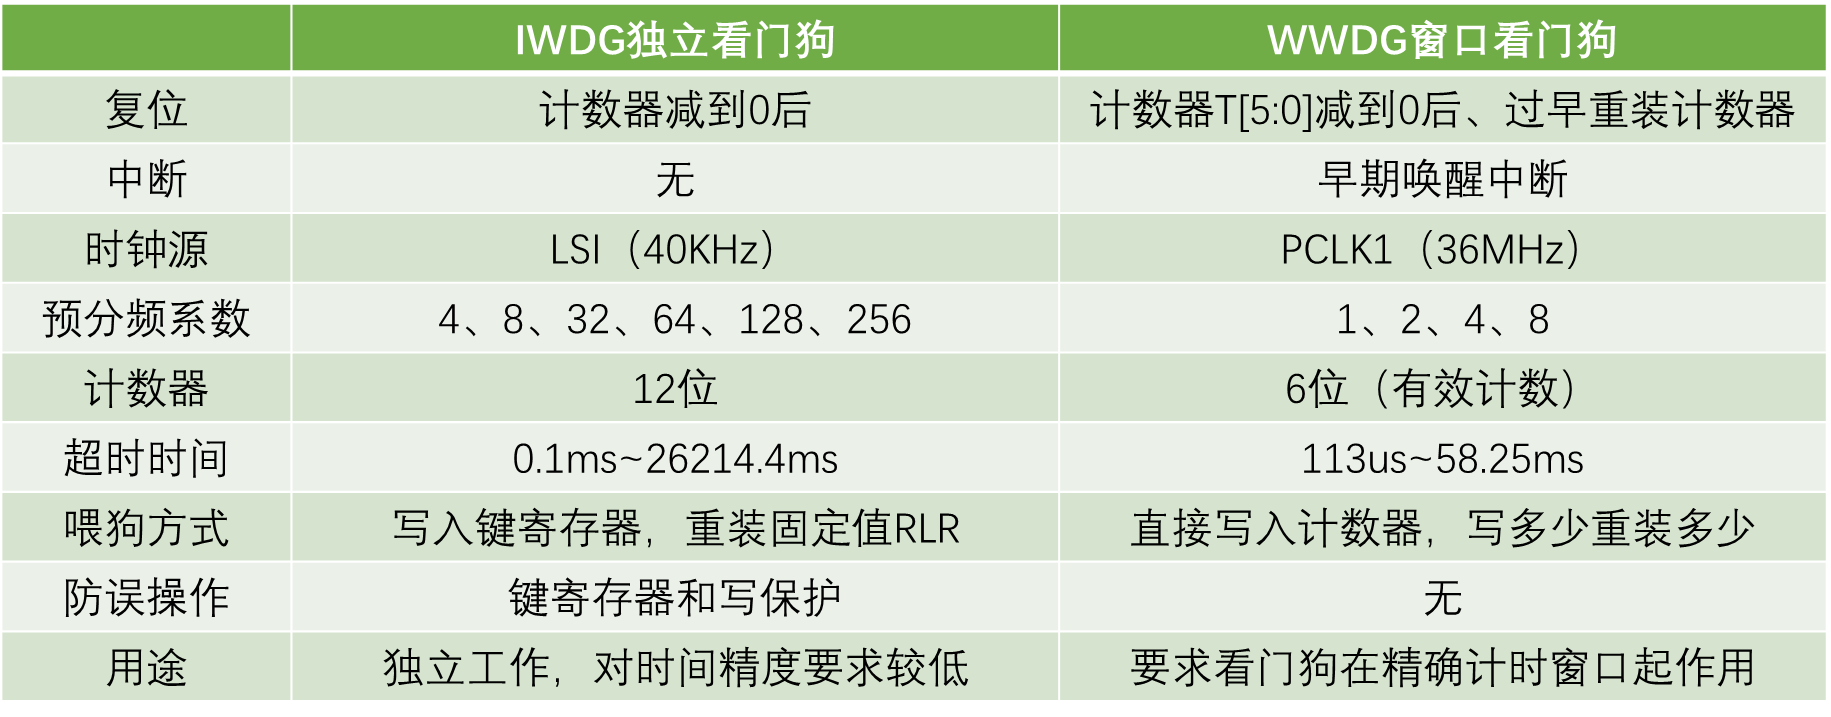 IWDG独立看门狗 WWDG窗口看门狗
复位 计数器减到0后 计数器T[5:0]减到0后、过早重装计数器
中断 无 早期唤醒中断
时钟源 LSI（40KHz） PCLK1（36MHz）
预分频系数 4、8、32、64、128、256 1、2、4、8
计数器 12位 6位（有效计数）
超时时间 0.1ms~26214.4ms 113us~58.25ms
喂狗方式 写入键寄存器，重装固定值RLR 直接写入计数器，写多少重装多少
防误操作 键寄存器和写保护 无
用途 独立工作，对时间精度要求较低 要求看门狗在精确计时窗口起作用